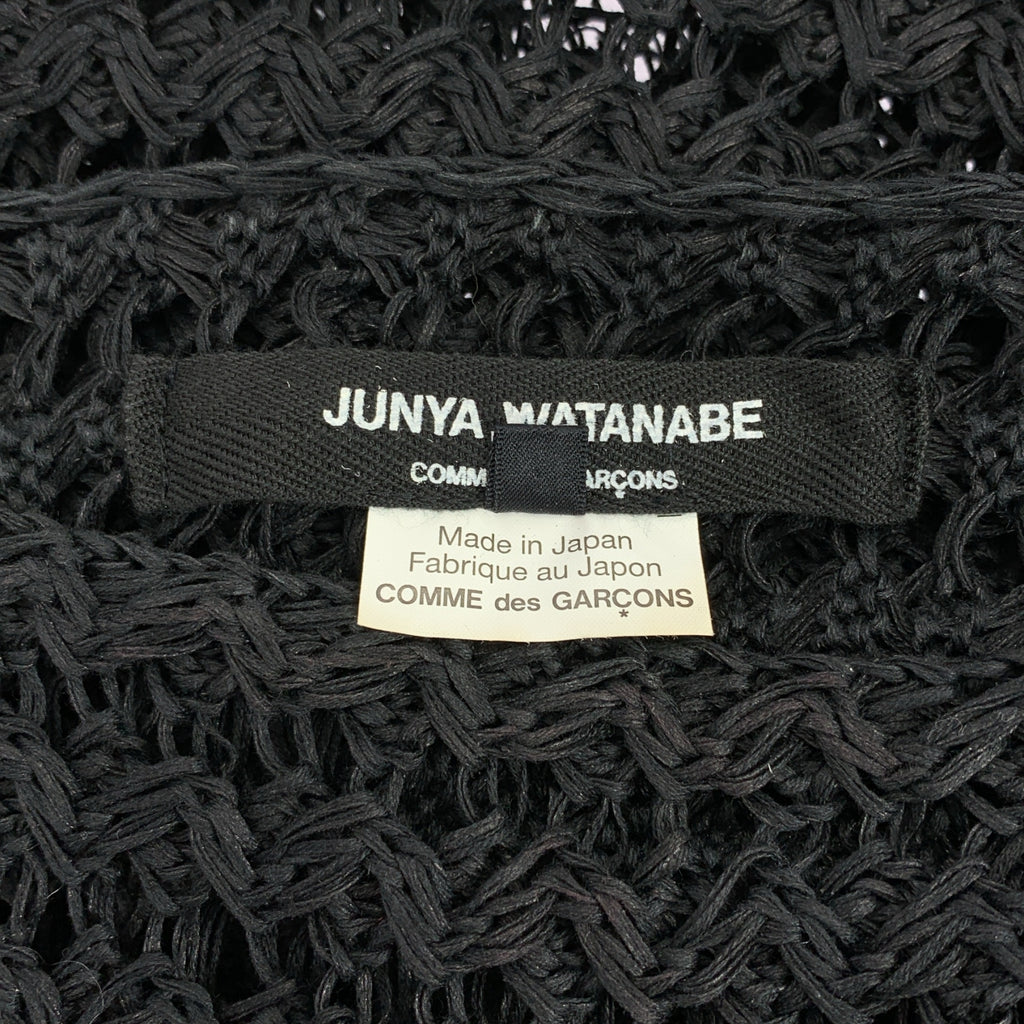 JUNYA WATANABE
COMM ARÇONS
Made in Japan
Fabrique au Japon
COMME des GARÇONS
*